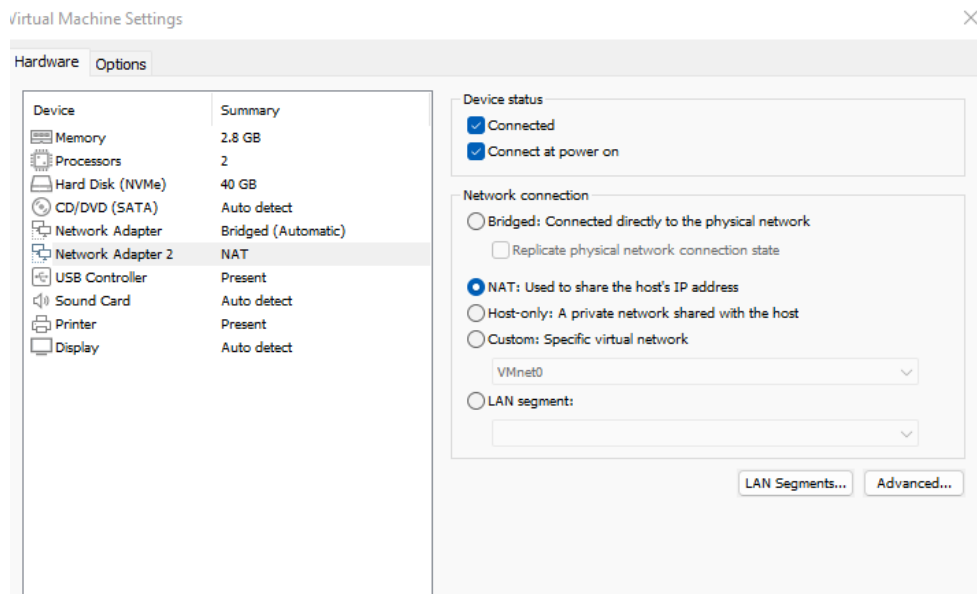 Virtual Machine Settings
Hardware Options
Device Summary
Memory 2.8 GB
Processors 2
Hard Disk (NVMe) 40 GB
CD/DVD (SATA) Auto detect
Network Adapter Bridged (Automatic)
Network Adapter 2 NAT
USB Controller Present
Sound Card Auto detect
Printer Present
Display Auto detect
Device status
Connected
Connect at power on
Network connection
Bridged: Connected directly to the physical network
Replicate physical network connection state
NAT: Used to share the host's IP address
Host-only: A private network shared with the host
Custom: Specific virtual network
VMnet0
LAN segment:
LAN Segments... Advanced...